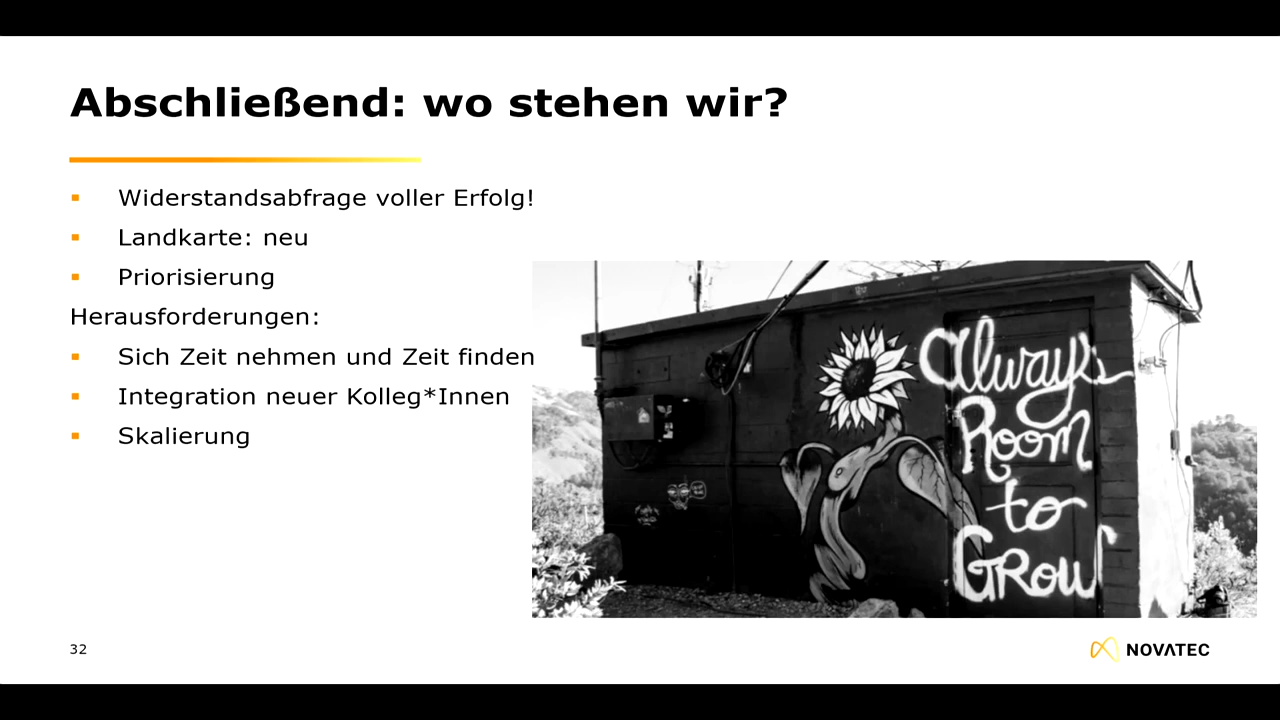 Abschließend: wo stehen wir?
Widerstandsabfrage voller Erfolg!
Landkarte: neu
Priorisierung
Herausforderungen:
Sich Zeit nehmen und Zeit finden
Integration neuer Kolleg*Innen
Skalierung
Always
Room
to
GRow
32
NOVATEC